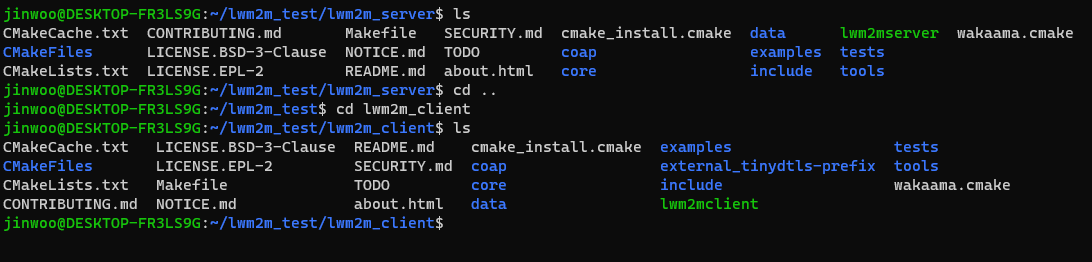 jinwoo@DESKTOP-FR3LS9G:~/lwm2m_test/lwm2m_server$ ls
CMakeCache.txt  CONTRIBUTING.md       Makefile   SECURITY.md  cmake_install.cmake  data      lwm2mserver  wakaama.cmake
CMakeFiles      LICENSE.BSD-3-Clause  NOTICE.md  TODO         coap                 examples  tests
CMakeLists.txt  LICENSE.EPL-2         README.md  about.html   core                 include   tools
jinwoo@DESKTOP-FR3LS9G:~/lwm2m_test/lwm2m_server$ cd ..
jinwoo@DESKTOP-FR3LS9G:~/lwm2m_test$ cd lwm2m_client
jinwoo@DESKTOP-FR3LS9G:~/lwm2m_test/lwm2m_client$ ls
CMakeCache.txt   LICENSE.BSD-3-Clause  README.md    cmake_install.cmake  examples                  tests
CMakeFiles       LICENSE.EPL-2         SECURITY.md  coap                 external_tinydtls-prefix  tools
CMakeLists.txt   Makefile              TODO         core                 include                   wakaama.cmake
CONTRIBUTING.md  NOTICE.md             about.html   data                 lwm2mclient
jinwoo@DESKTOP-FR3LS9G:~/lwm2m_test/lwm2m_client$